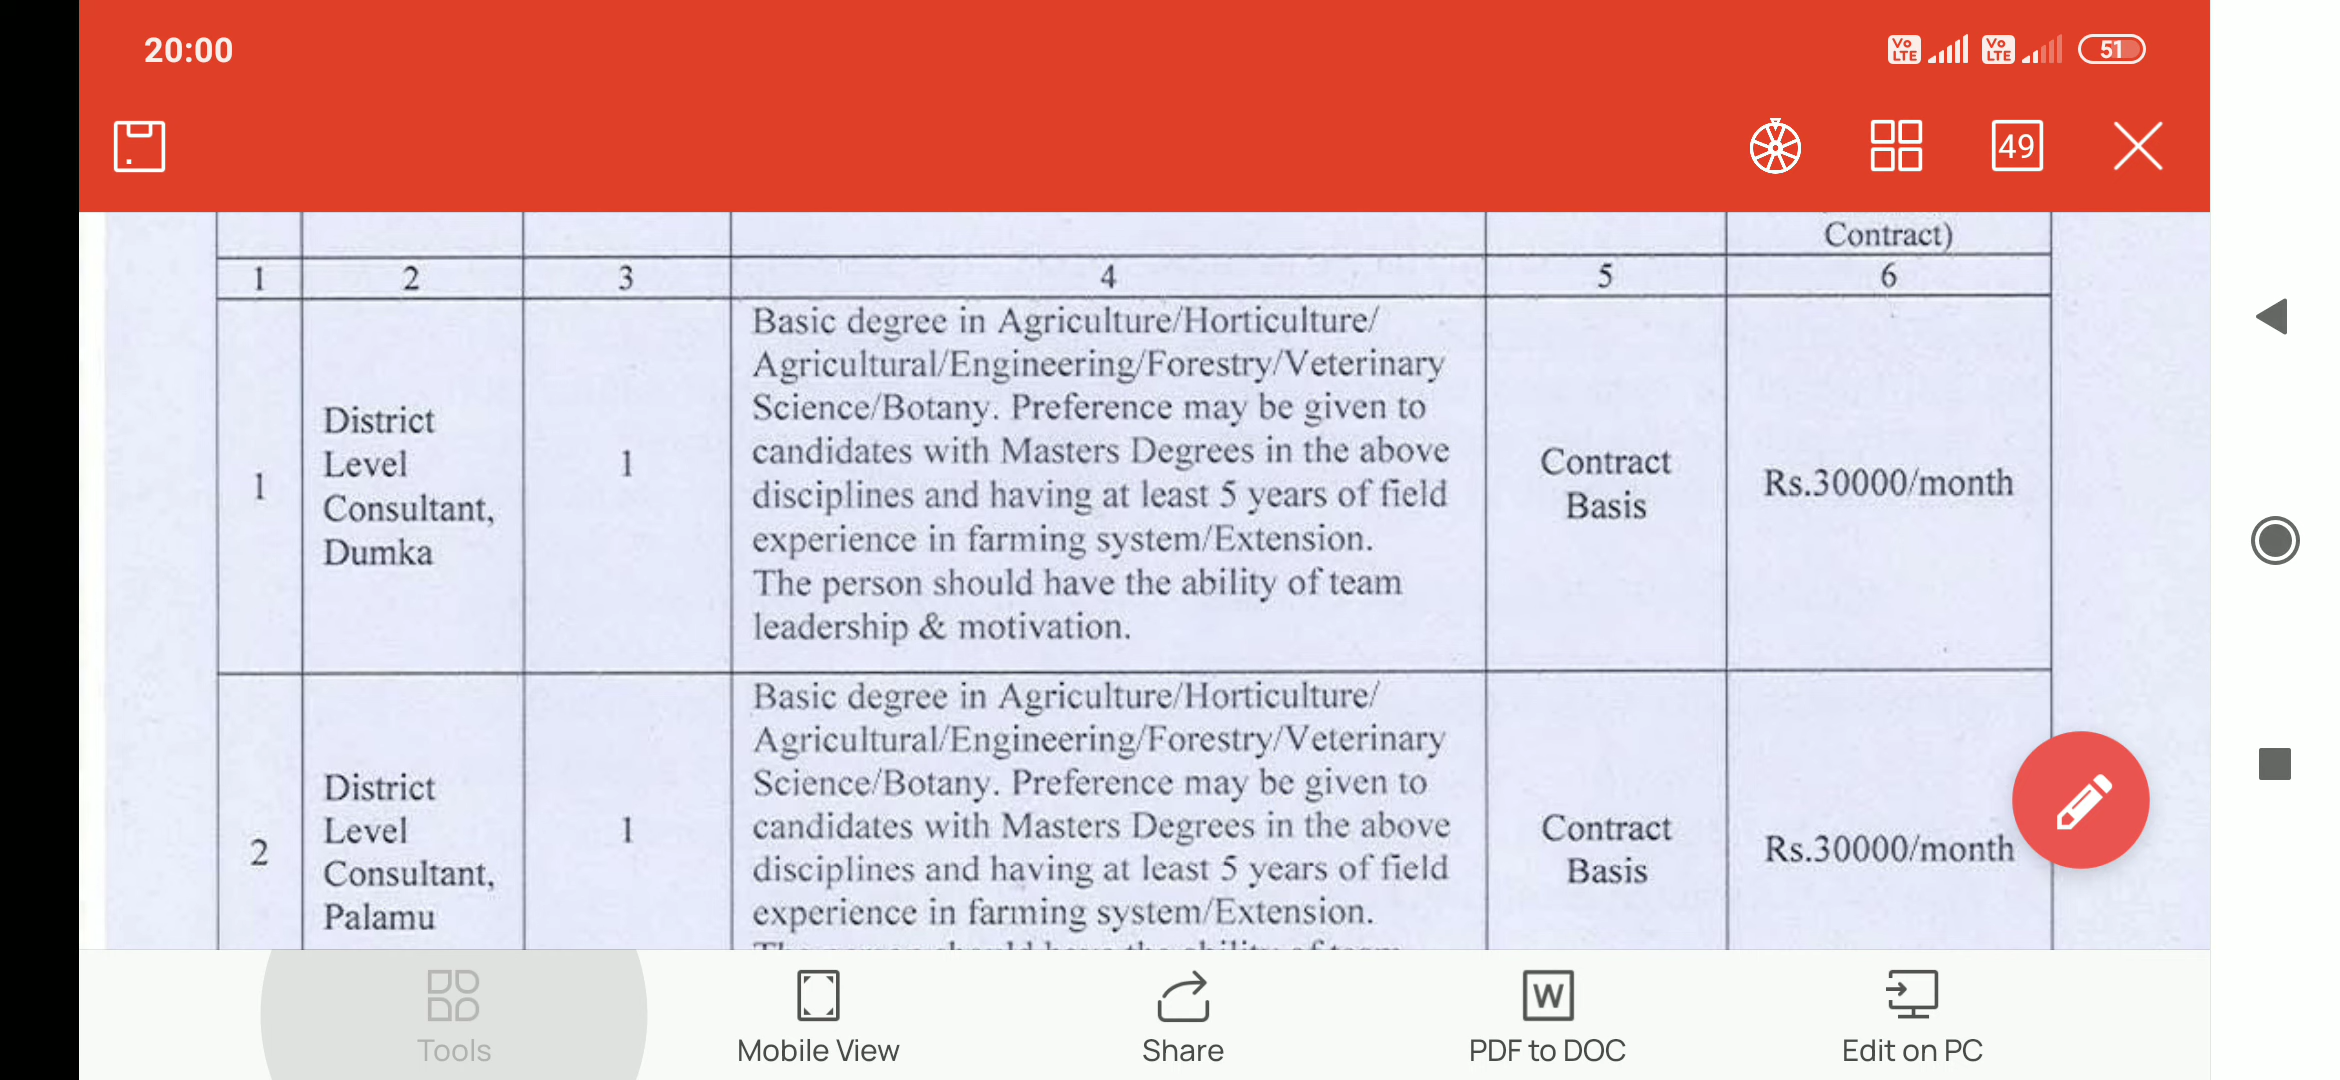 20:00
Vo LTE Vo LTE 51
49
Contract)
1 2 3 4 5 6
1
District
Level
Consultant,
Dumka
1
Basic degree in Agriculture/Horticulture/
Agricultural/Engineering/Forestry/Veterinary
Science/Botany. Preference may be given to
candidates with Masters Degrees in the above
disciplines and having at least 5 years of field
experience in farming system/Extension.
The person should have the ability of team
leadership & motivation.
Contract
Basis
Rs.30000/month
2
District
Level
Consultant,
Palamu
1
Basic degree in Agriculture/Horticulture/
Agricultural/Engineering/Forestry/Veterinary
Science/Botany. Preference may be given to
candidates with Masters Degrees in the above
disciplines and having at least 5 years of field
experience in farming system/Extension.
Contract
Basis
Rs.30000/month
W
Tools Mobile View Share PDF to DOC Edit on PC